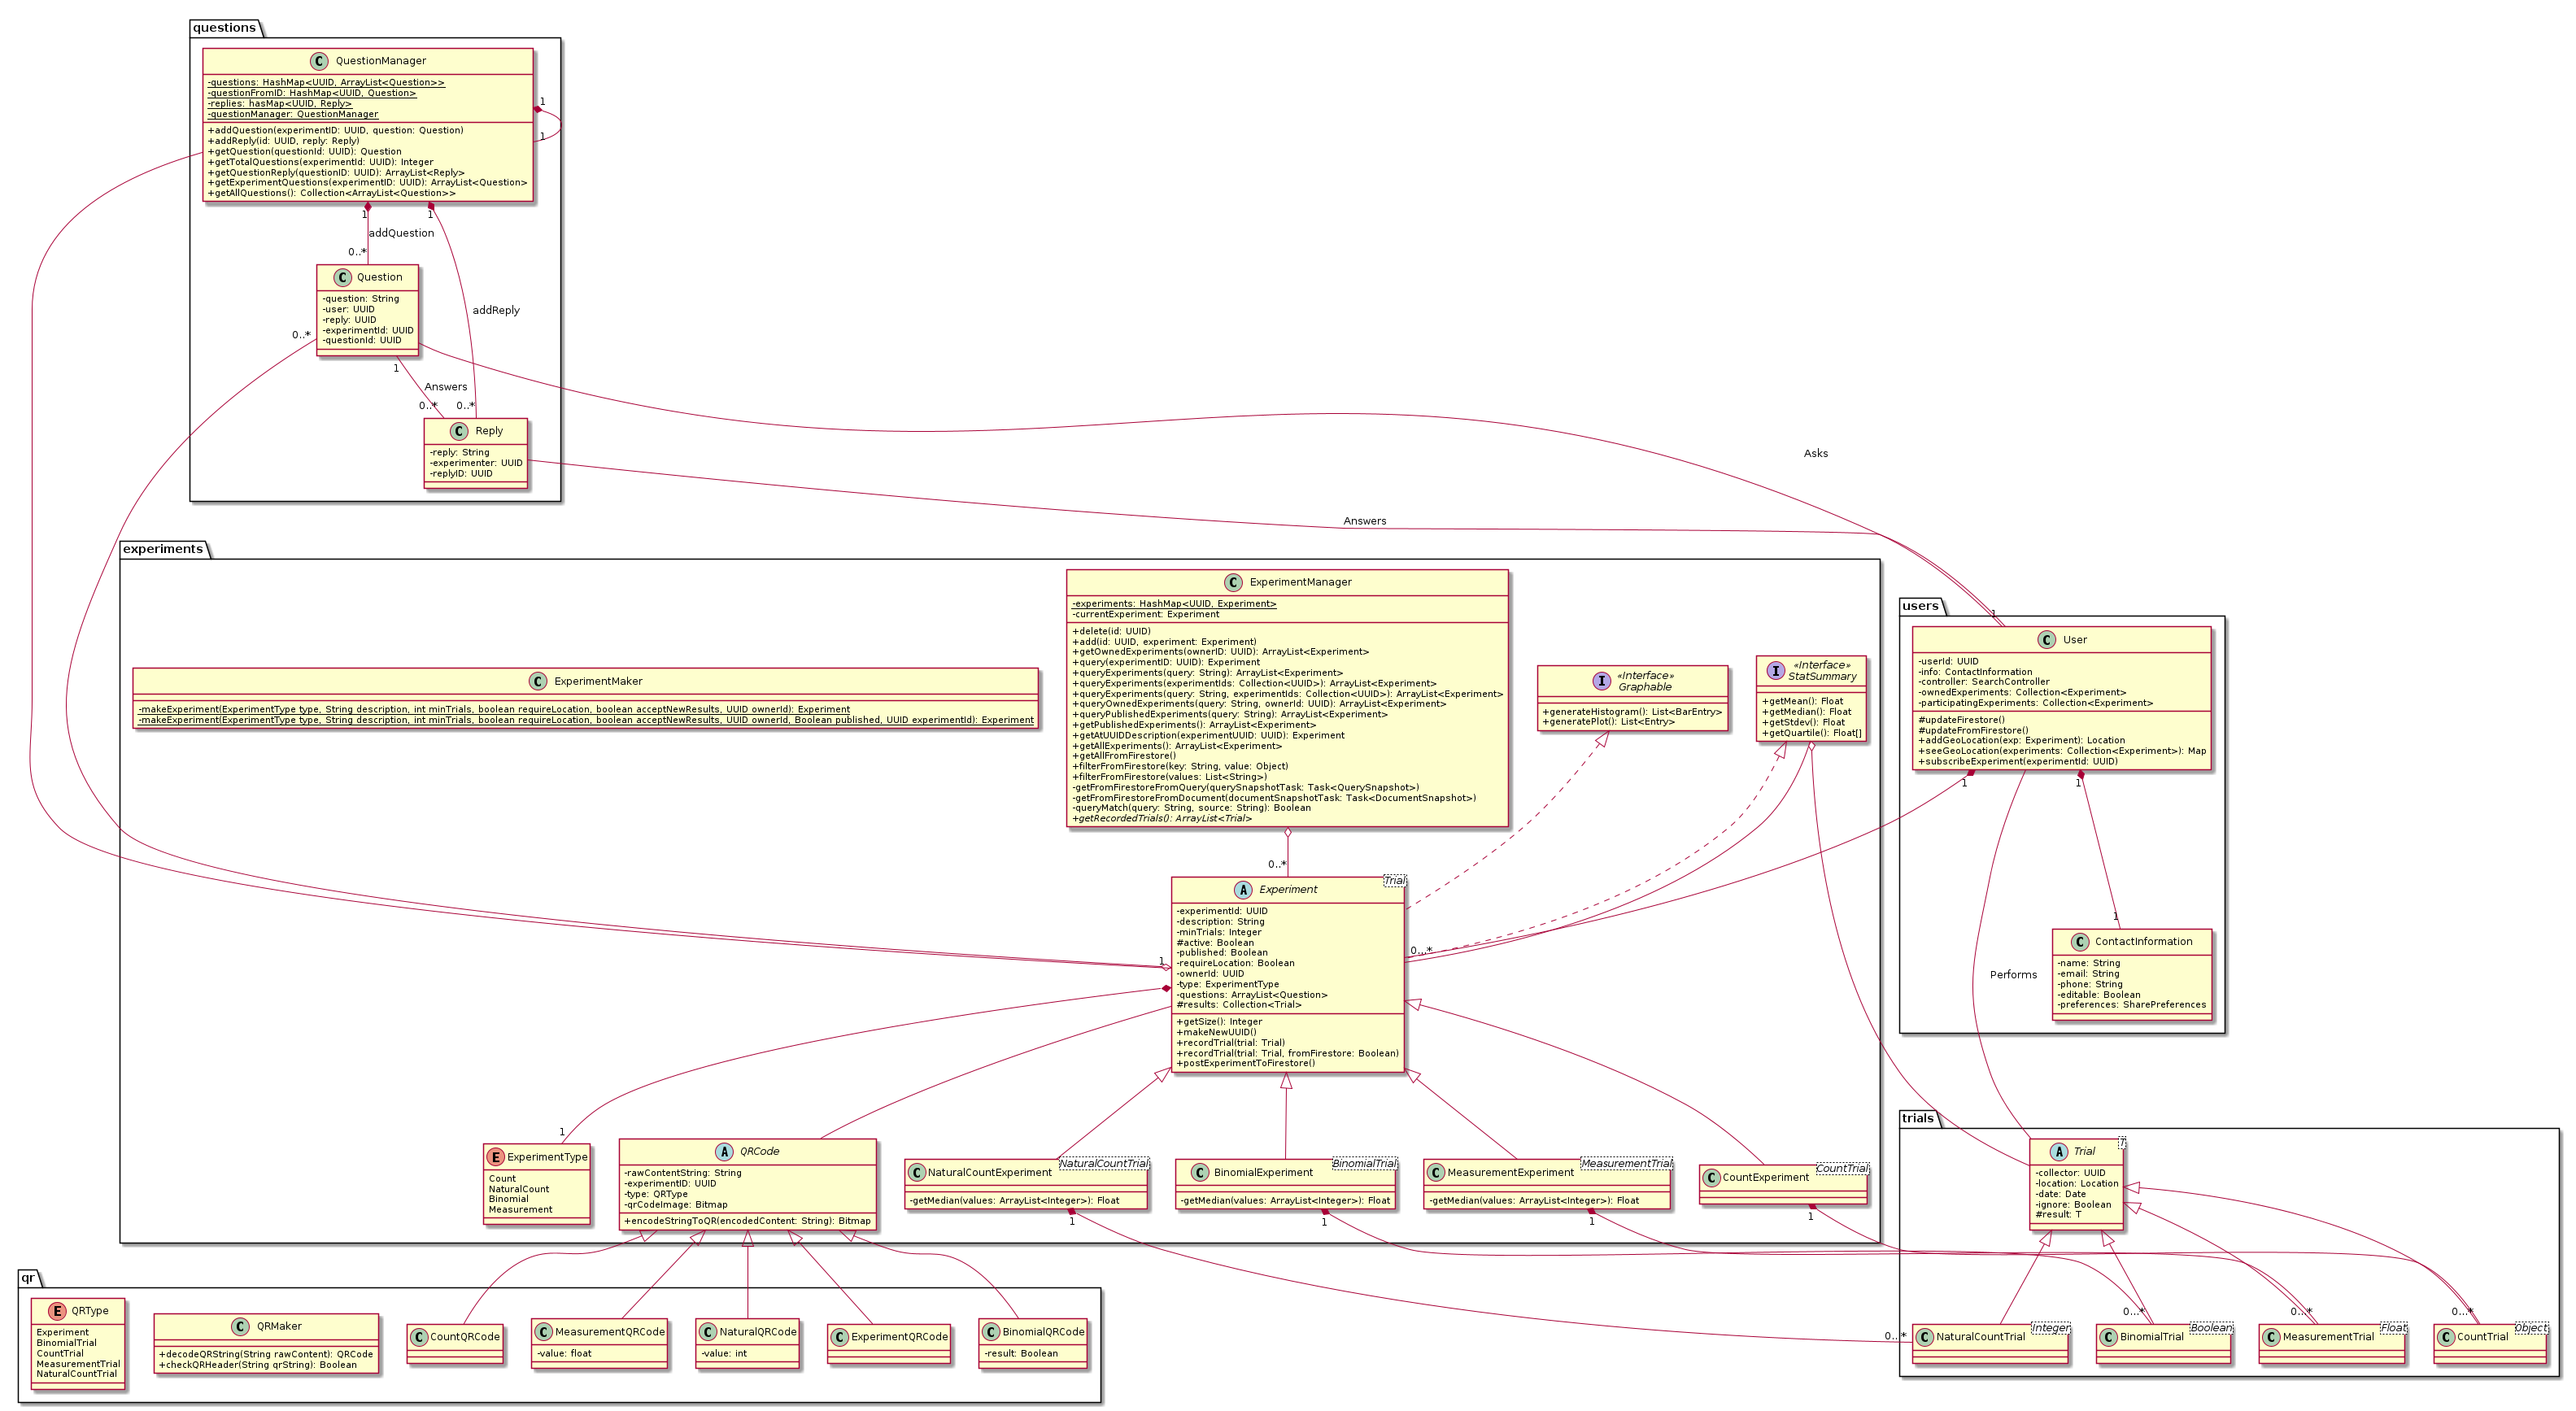 questions
QuestionManager
-questions: HashMap<UUID, ArrayList<Question>>
-questionFromID: HashMap<UUID, Question>
-replies: hasMap<UUID, Reply>
-questionManager: QuestionManager
+addQuestion(experimentID: UUID, question: Question)
+addReply(id: UUID, reply: Reply)
+getQuestion(questionId: UUID): Question
+getTotalQuestions(experimentId: UUID): Integer
+getQuestionReply(questionID: UUID): ArrayList<Reply>
+getExperimentQuestions(experimentID: UUID): ArrayList<Question>
+getAllQuestions(): Collection<ArrayList<Question>>
1
1
1
1
addQuestion
0..*
Question
-question: String
-user: UUID
-reply: UUID
-experimentId: UUID
-questionId: UUID
addReply
0..*
1
Answers
0..*
0..*
Reply
-reply: String
-experimenter: UUID
-replyID: UUID
Asks
Answers
experiments
ExperimentMaker
-makeExperiment(ExperimentType type, String description, int minTrials, boolean requireLocation, boolean acceptNewResults, UUID ownerId): Experiment
-makeExperiment(ExperimentType type, String description, int minTrials, boolean requireLocation, boolean acceptNewResults, UUID ownerId, Boolean published, UUID experimentId): Experiment
ExperimentManager
-experiments: HashMap<UUID, Experiment>
-currentExperiment: Experiment
+delete(id: UUID)
+add(id: UUID, experiment: Experiment)
+getOwnedExperiments(ownerID: UUID): ArrayList<Experiment>
+query(experimentID: UUID): Experiment
+queryExperiments(query: String): ArrayList<Experiment>
+queryExperiments(experimentIds: Collection<UUID>): ArrayList<Experiment>
+queryExperiments(query: String, experimentIds: Collection<UUID>): ArrayList<Experiment>
+queryOwnedExperiments(query: String, ownerId: UUID): ArrayList<Experiment>
+queryPublishedExperiments(query: String): ArrayList<Experiment>
+getPublishedExperiments(): ArrayList<Experiment>
+getAtUUIDDescription(experimentUUID: UUID): Experiment
+getAllExperiments(): ArrayList<Experiment>
+getAllFromFirestore()
+filterFromFirestore(key: String, value: Object)
+filterFromFirestore(values: List<String>)
-getFromFirestoreFromQuery(querySnapshotTask: Task<QuerySnapshot>)
-getFromFirestoreFromDocument(documentSnapshotTask: Task<DocumentSnapshot>)
-queryMatch(query: String, source: String): Boolean
+getRecordedTrials(): ArrayList<Trial>
«Interface»
Graphable
+generateHistogram(): List<BarEntry>
+generatePlot(): List<Entry>
«Interface»
StatSummary
+getMean(): Float
+getMedian(): Float
+getStdev(): Float
+getQuartile(): Float[]
users
1
User
-userId: UUID
-info: ContactInformation
-controller: SearchController
-ownedExperiments: Collection<Experiment>
-participatingExperiments: Collection<Experiment>
#updateFirestore()
#updateFromFirestore()
+addGeoLocation(exp: Experiment): Location
+seeGeoLocation(experiments: Collection<Experiment>): Map
+subscribeExperiment(experimentId: UUID)
1
1
0..*
Experiment
Trial
-experimentId: UUID
-description: String
-minTrials: Integer
#active: Boolean
-published: Boolean
-requireLocation: Boolean
-ownerId: UUID
-type: ExperimentType
-questions: ArrayList<Question>
#results: Collection<Trial>
+getSize(): Integer
+makeNewUUID()
+recordTrial(trial: Trial)
+recordTrial(trial: Trial, fromFirestore: Boolean)
+postExperimentToFirestore()
1
0...*
1
ContactInformation
-name: String
-email: String
-phone: String
-editable: Boolean
-preferences: SharePreferences
Performs
1
ExperimentType
Count
NaturalCount
Binomial
Measurement
QRCode
-rawContentString: String
-experimentID: UUID
-type: QRType
-qrCodeImage: Bitmap
+encodeStringToQR(encodedContent: String): Bitmap
NaturalCountExperiment
NaturalCountTrial
-getMedian(values: ArrayList<Integer>): Float
1
BinomialExperiment
BinomialTrial
-getMedian(values: ArrayList<Integer>): Float
1
MeasurementExperiment
MeasurementTrial
-getMedian(values: ArrayList<Integer>): Float
1
CountExperiment
CountTrial
1
trials
Trial
T
-collector: UUID
-location: Location
-date: Date
-ignore: Boolean
#result: T
qr
QRType
Experiment
BinomialTrial
CountTrial
MeasurementTrial
NaturalCountTrial
QRMaker
+decodeQRString(String rawContent): QRCode
+checkQRHeader(String qrString): Boolean
CountQRCode
MeasurementQRCode
-value: float
NaturalQRCode
-value: int
ExperimentQRCode
BinomialQRCode
-result: Boolean
0..*
NaturalCountTrial
Integer
0...*
BinomialTrial
Boolean
0...*
MeasurementTrial
Float
0...*
CountTrial
Object